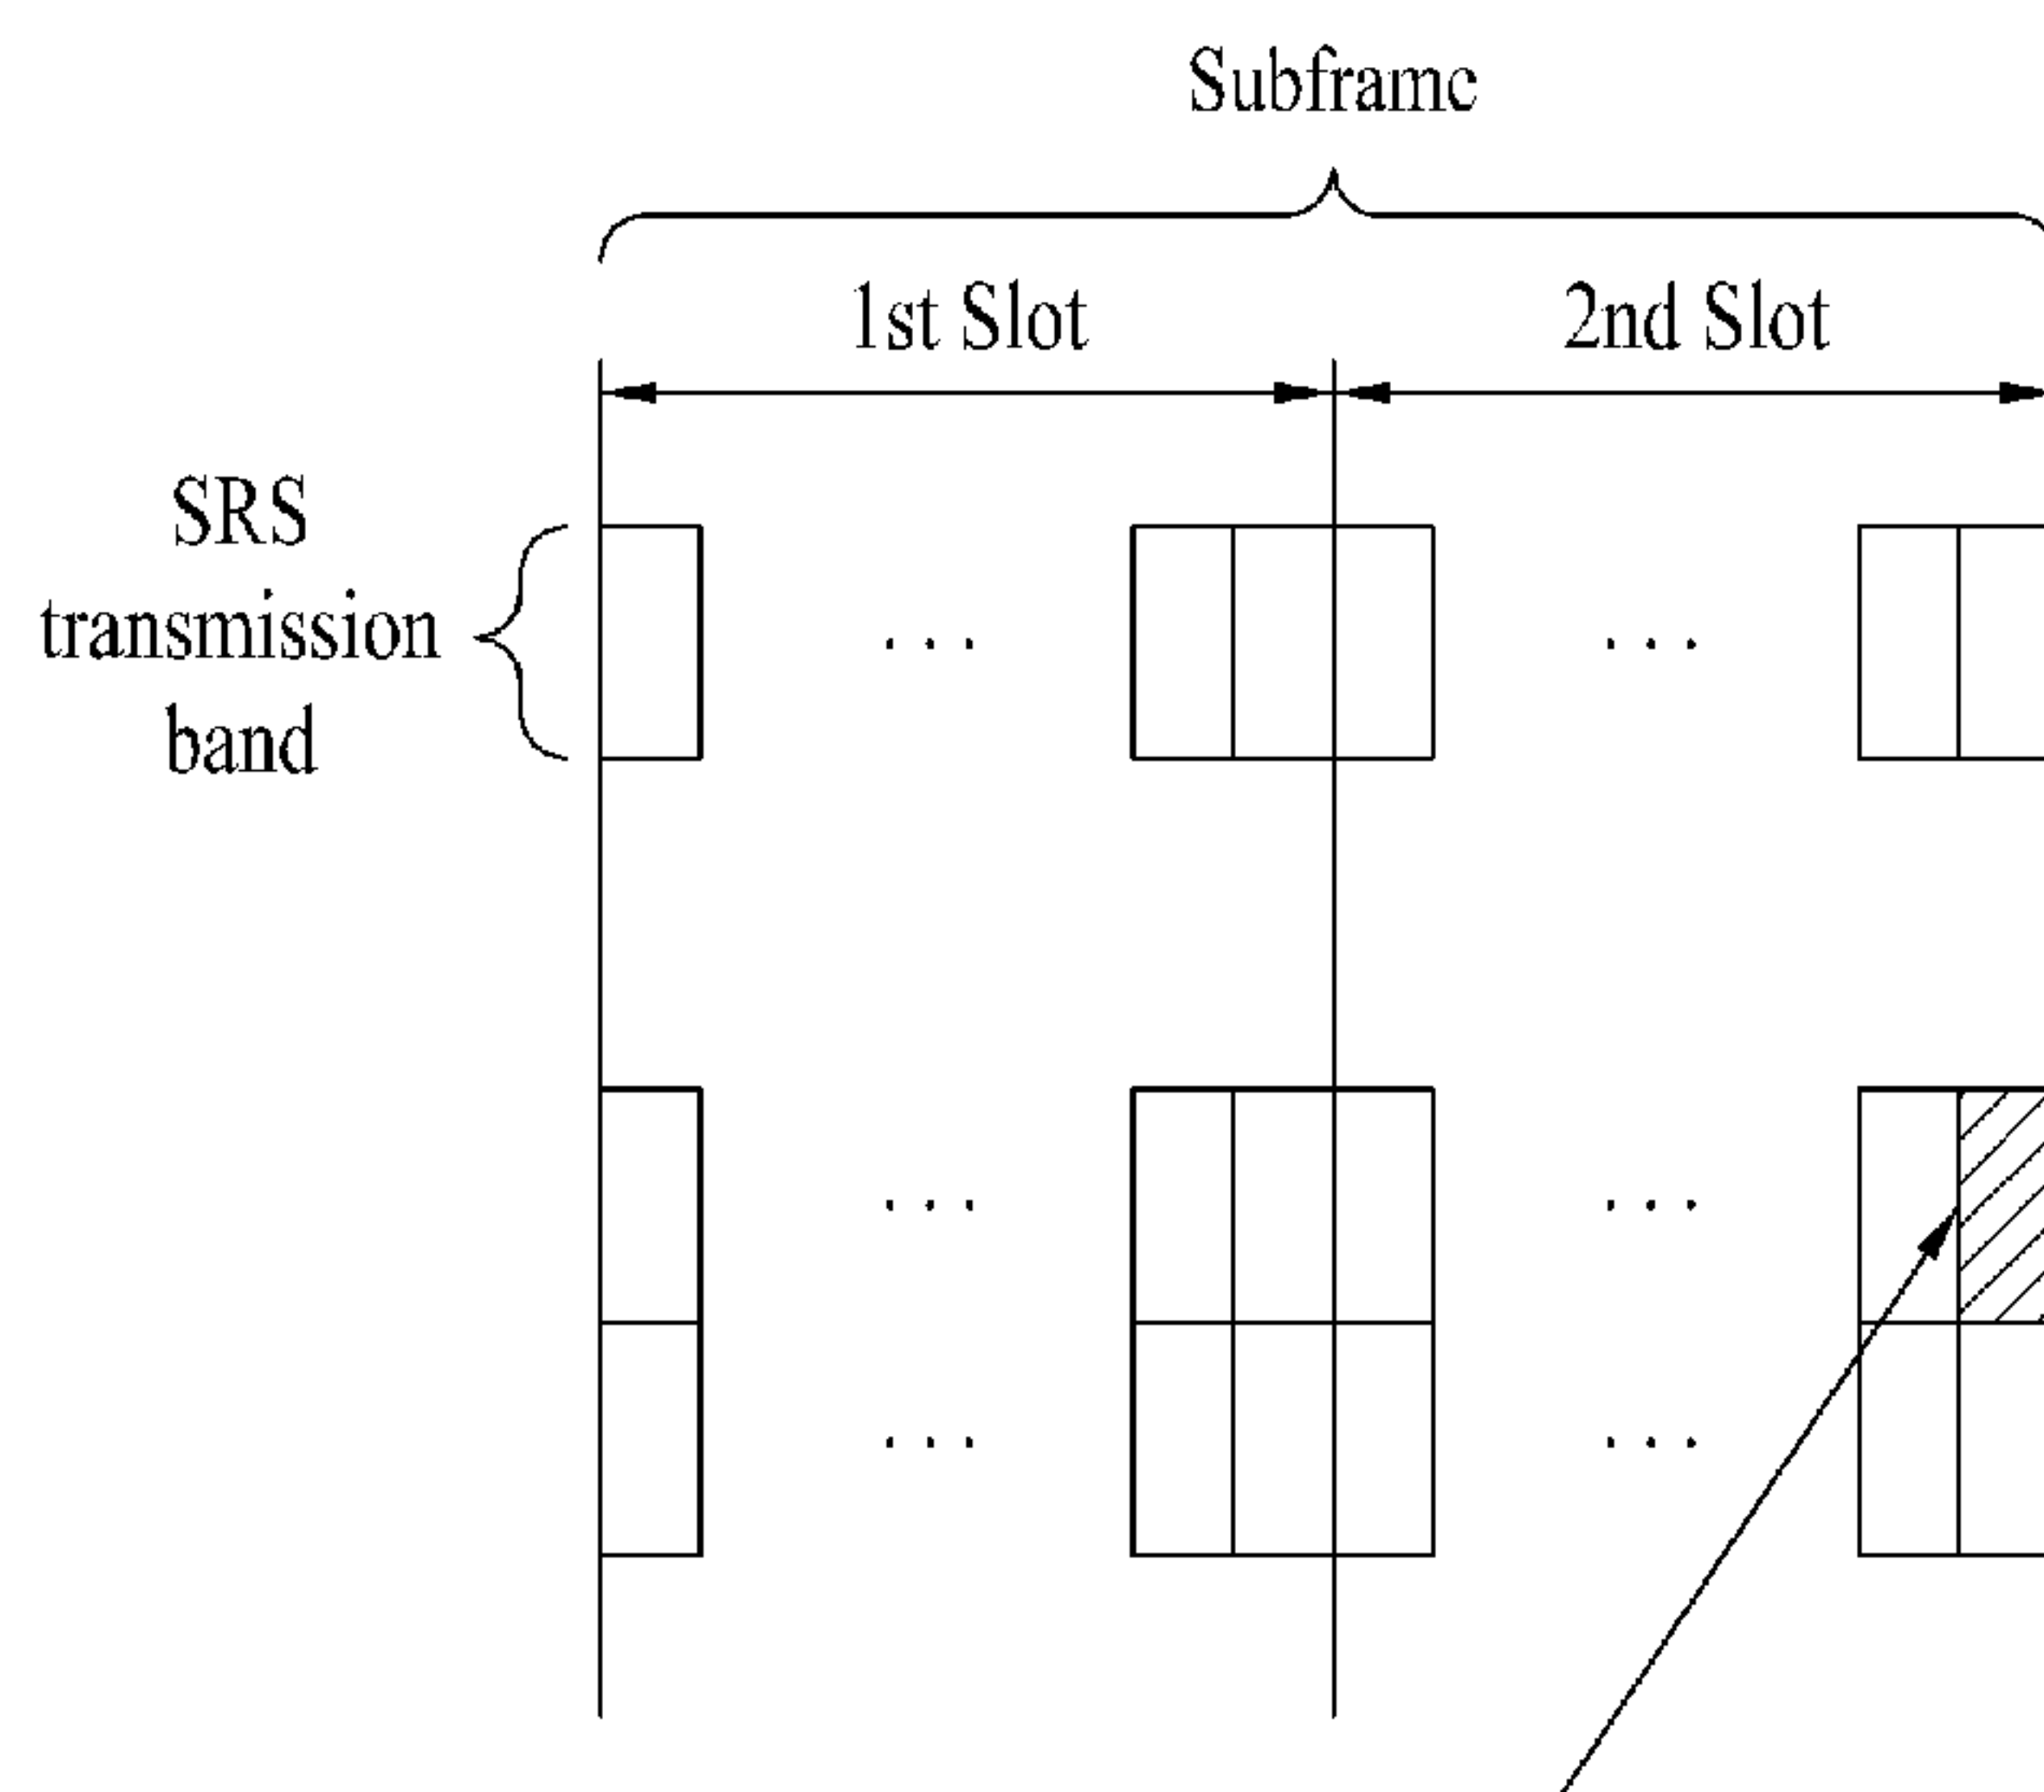 Subframe
1st Slot
2nd Slot
SRS
transmission
band